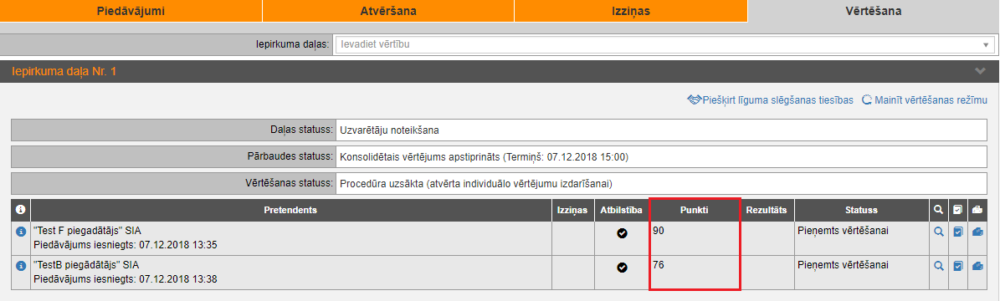 Piedāvājumi Atvēršana Izziņas Vērtēšana
Iepirkuma daļas: Ievadiet vērtību
Iepirkuma daļa Nr. 1
Piešķirt līguma slēgšanas tiesības Mainīt vērtēšanas režīmu
Daļas statuss: Uzvarētāju noteikšana
Pārbaudes statuss: Konsolidētais vērtējums apstiprināts (Termiņš: 07.12.2018 15:00)
Vērtēšanas statuss: Procedūra uzsākta (atvērta individuālo vērtējumu izdarīšanai)
Pretendents Izziņas Atbilstība Punkti Rezultāts Statuss
"Test F piegadātājs" SIA 90 Pieņemts vērtēšanai
Piedāvājums iesniegts: 07.12.2018 13:35
"TestB piegādātājs" SIA 76 Pieņemts vērtēšanai
Piedāvājums iesniegts: 07.12.2018 13:38